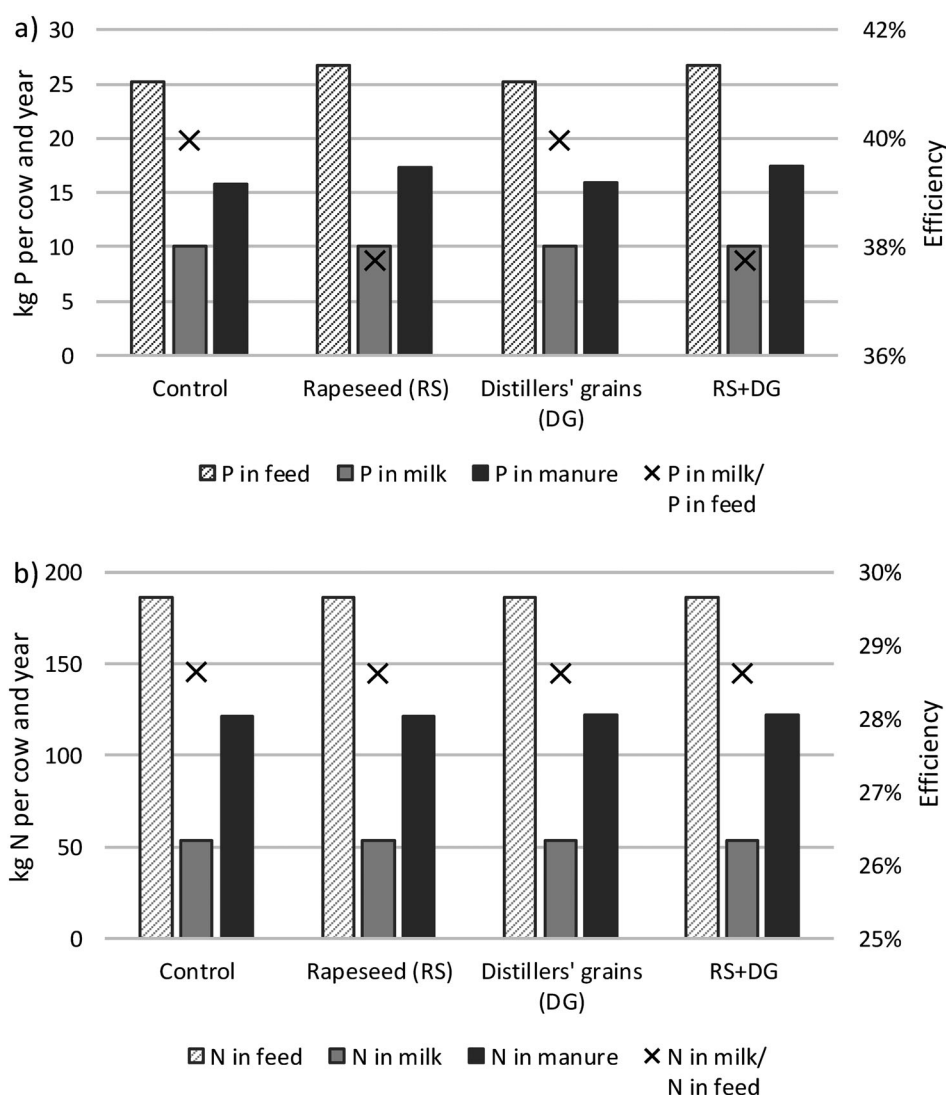 a)
kg P per cow and year
30
25
20
15
10
5
0
42%
40%
38%
36%
Efficiency
Control
Rapeseed (RS)
Distillers' grains
(DG)
RS+DG
P in feed
P in milk
P in manure
P in milk/
P in feed
b)
kg N per cow and year
200
150
100
50
0
30%
29%
28%
27%
26%
25%
Efficiency
Control
Rapeseed (RS)
Distillers' grains
(DG)
RS+DG
N in feed
N in milk
N in manure
N in milk/
N in feed